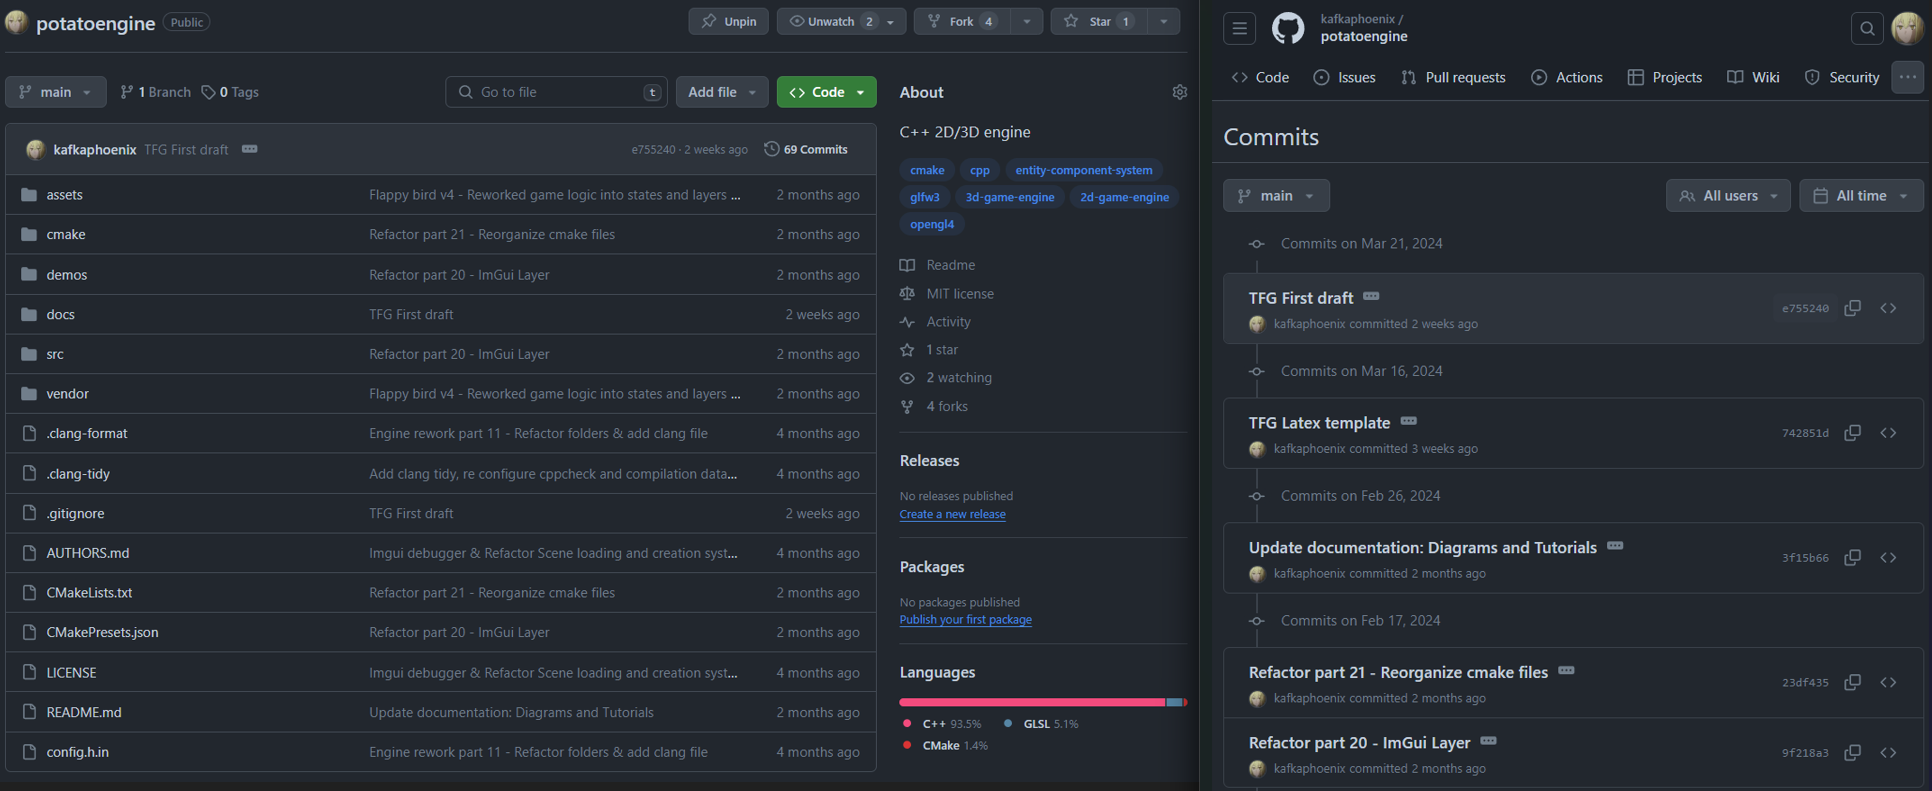 potatoengine Public
Unpin
Unwatch 2
Fork 4
Star 1
main
1 Branch
0 Tags
Go to file
t
Add file
Code
kafkaphoenix TFG First draft
e755240 · 2 weeks ago
69 Commits
assets Flappy bird v4 - Reworked game logic into states and layers ... 2 months ago
cmake Refactor part 21 - Reorganize cmake files 2 months ago
demos Refactor part 20 - ImGui Layer 2 months ago
docs TFG First draft 2 weeks ago
src Refactor part 20 - ImGui Layer 2 months ago
vendor Flappy bird v4 - Reworked game logic into states and layers ... 2 months ago
.clang-format Engine rework part 11 - Refactor folders & add clang file 4 months ago
.clang-tidy Add clang tidy, re configure cppcheck and compilation data... 4 months ago
.gitignore TFG First draft 2 weeks ago
AUTHORS.md Imgui debugger & Refactor Scene loading and creation syst... 4 months ago
CMakeLists.txt Refactor part 21 - Reorganize cmake files 2 months ago
CMakePresets.json Refactor part 20 - ImGui Layer 2 months ago
LICENSE Imgui debugger & Refactor Scene loading and creation syst... 4 months ago
README.md Update documentation: Diagrams and Tutorials 2 months ago
config.h.in Engine rework part 11 - Refactor folders & add clang file 4 months ago
About
C++ 2D/3D engine
cmake cpp entity-component-system
glfw3 3d-game-engine 2d-game-engine
opengl4
Readme
MIT license
Activity
1 star
2 watching
4 forks
Releases
No releases published
Create a new release
Packages
No packages published
Publish your first package
Languages
C++ 93.5% GLSL 5.1%
CMake 1.4%
kafkaphoenix /
potatoengine
Code
Issues
Pull requests
Actions
Projects
Wiki
Security
Commits
main
All users
All time
Commits on Mar 21, 2024
TFG First draft
kafkaphoenix committed 2 weeks ago
e755240
Commits on Mar 16, 2024
TFG Latex template
kafkaphoenix committed 3 weeks ago
742851d
Commits on Feb 26, 2024
Update documentation: Diagrams and Tutorials
kafkaphoenix committed 2 months ago
3f15b66
Commits on Feb 17, 2024
Refactor part 21 - Reorganize cmake files
kafkaphoenix committed 2 months ago
23df435
Refactor part 20 - ImGui Layer
kafkaphoenix committed 2 months ago
9f218a3